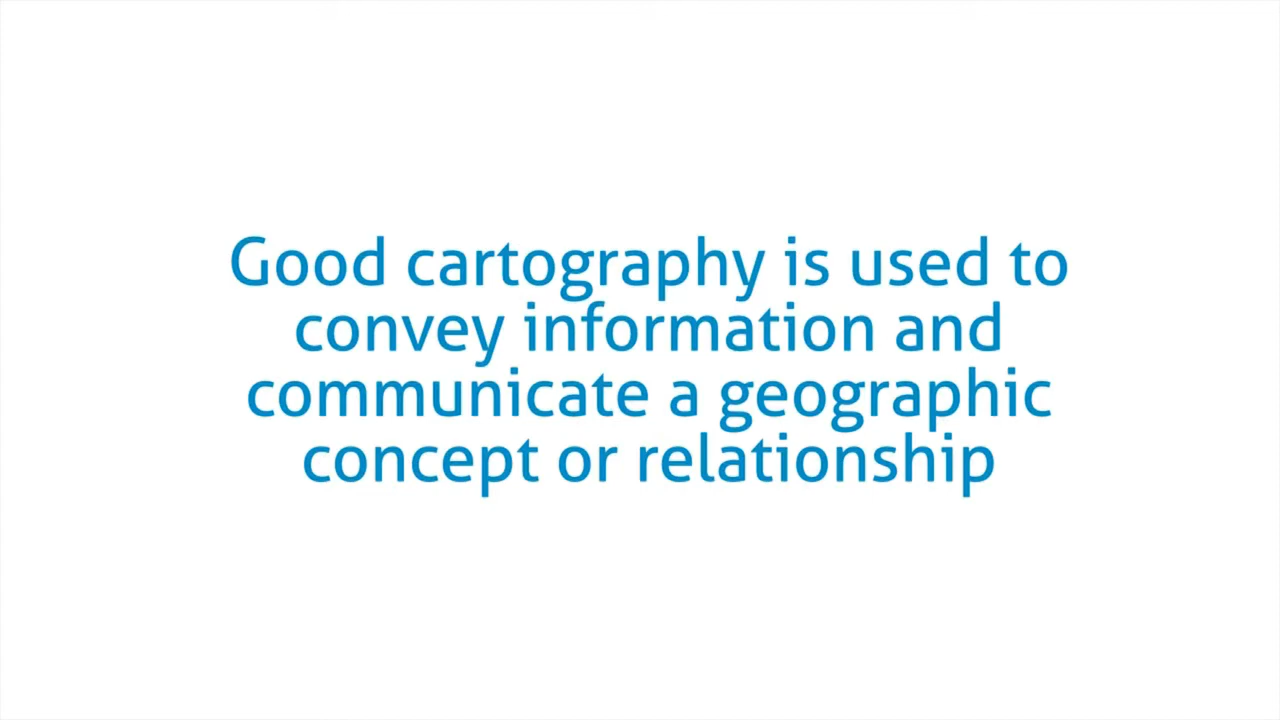 Good cartography is used to
convey information and
communicate a geographic
concept or relationship